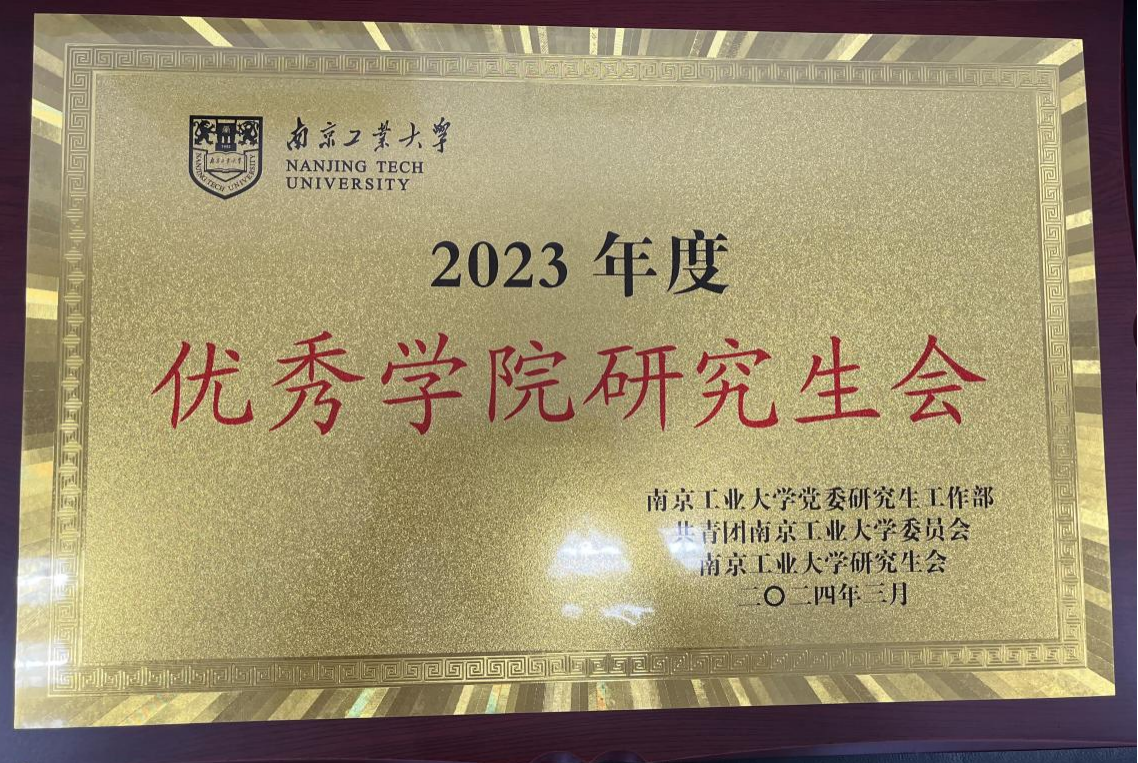 南京工業大學
NANJING TECH
UNIVERSITY
NANJING TECH UNIVERSITY
2023 年度
优秀学院研究生会
南京工业大学党委研究生工作部
共青团南京工业大学委员会
南京工业大学研究生会
二〇二四年三月